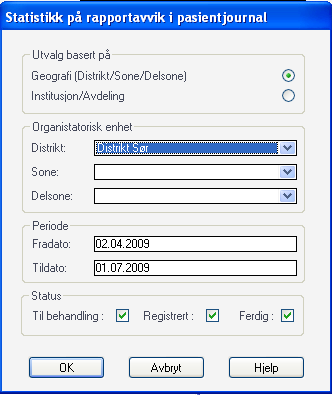 Statistikk på rapportavvik i pasientjournal
Utvalg basert på
Geografi (Distrikt/Sone/Delsone)
Institusjon/Avdeling
Organistatorisk enhet
Distrikt: Distrikt Sør
Sone:
Delsone:
Periode
Fradato: 02.04.2009
Tildato: 01.07.2009
Status
Til behandling : Registrert : Ferdig :
OK Avbryt Hjelp